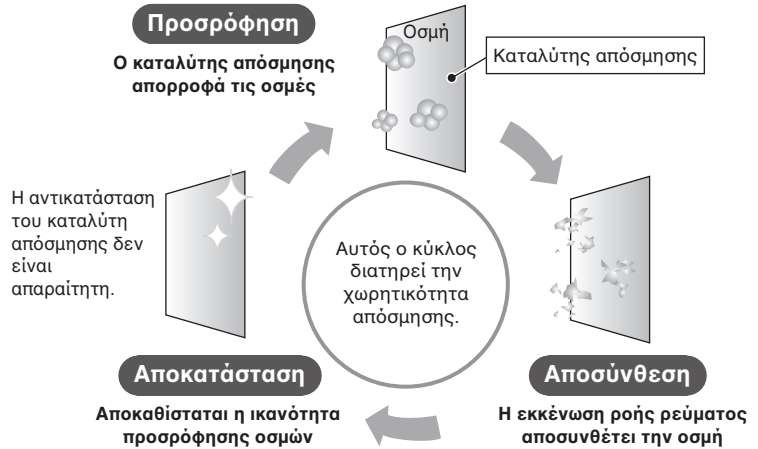 Προσρόφηση
Ο καταλύτης απόσμησης
απορροφά τις οσμές
Οσμή
Καταλύτης απόσμησης
Η αντικατάσταση
του καταλύτη
απόσμησης δεν
είναι
απαραίτητη.
Αυτός ο κύκλος
διατηρεί την
χωρητικότητα
απόσμησης.
Αποκατάσταση
Αποκαθίσταται η ικανότητα
προσρόφησης οσμών
Αποσύνθεση
Η εκκένωση ροής ρεύματος
αποσυνθέτει την οσμή